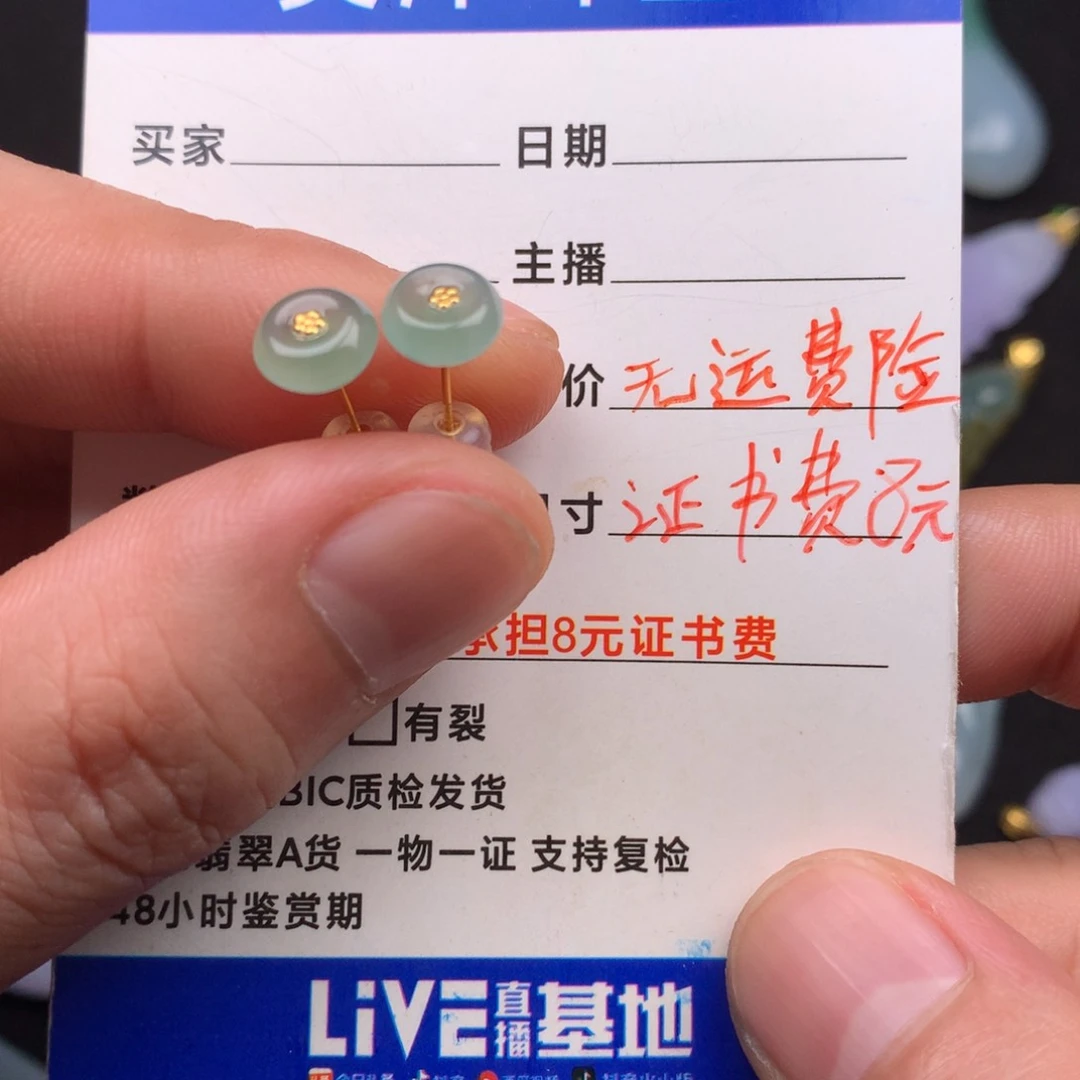 买家 日期
主播
价 无运费险
寸 证书费8元
承担8元证书费
有裂
BIC质检发货
翡翠A货 一物一证 支持复检
48小时鉴赏期
LiVE直播基地